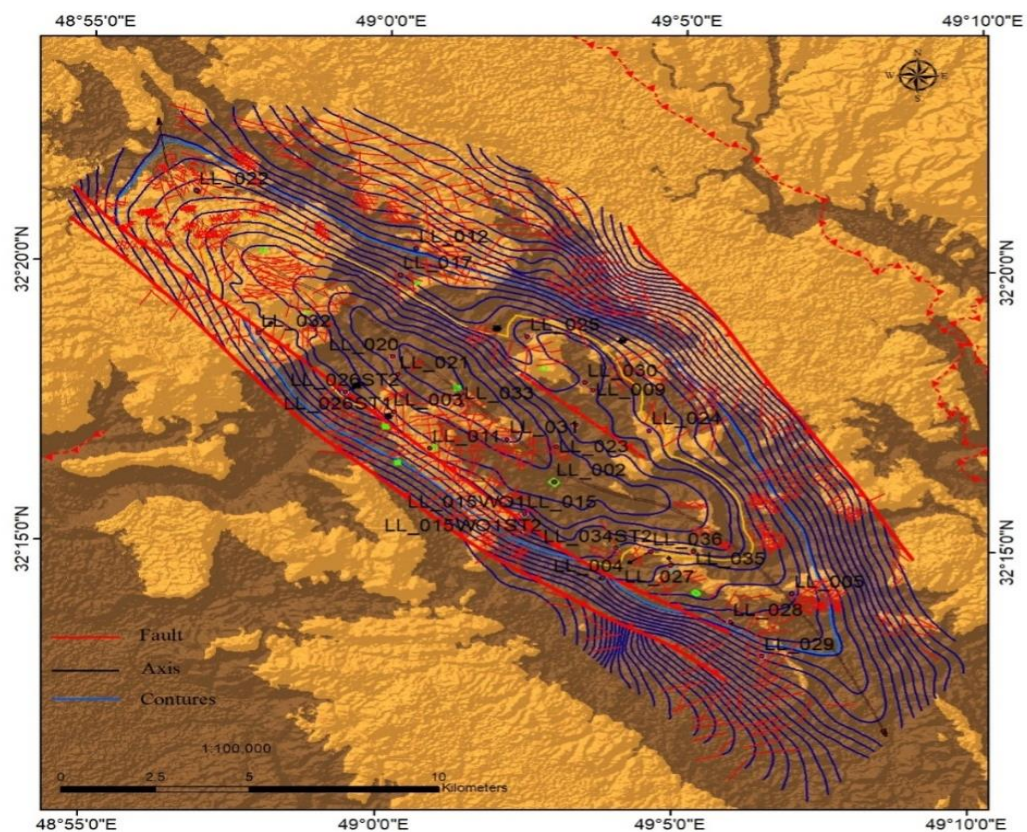 48°55'0"E 49°0'0"E 49°5'0"E 49°10'0"E
N
W E
S
LL_022
32°20'0"N 32°20'0"N
LL_012
LL_017
LL_032 LL_025
LL_020
LL_021 LL_030
LL_026ST2 LL_033 LL_009
LL_026ST1 LL_003
LL_024
LL_011 LL_031
LL_023
LL_002
LL_015
LL_015WO1ST2
32°15'0"N 32°15'0"N
LL_034ST2 LL_036
LL_035
LL_004
LL_027 LL_005
LL_028
Fault
LL_029
Axis
Contures
1:100,000
0 2.5 5 10
Kilometers
48°55'0"E 49°0'0"E 49°5'0"E 49°10'0"E